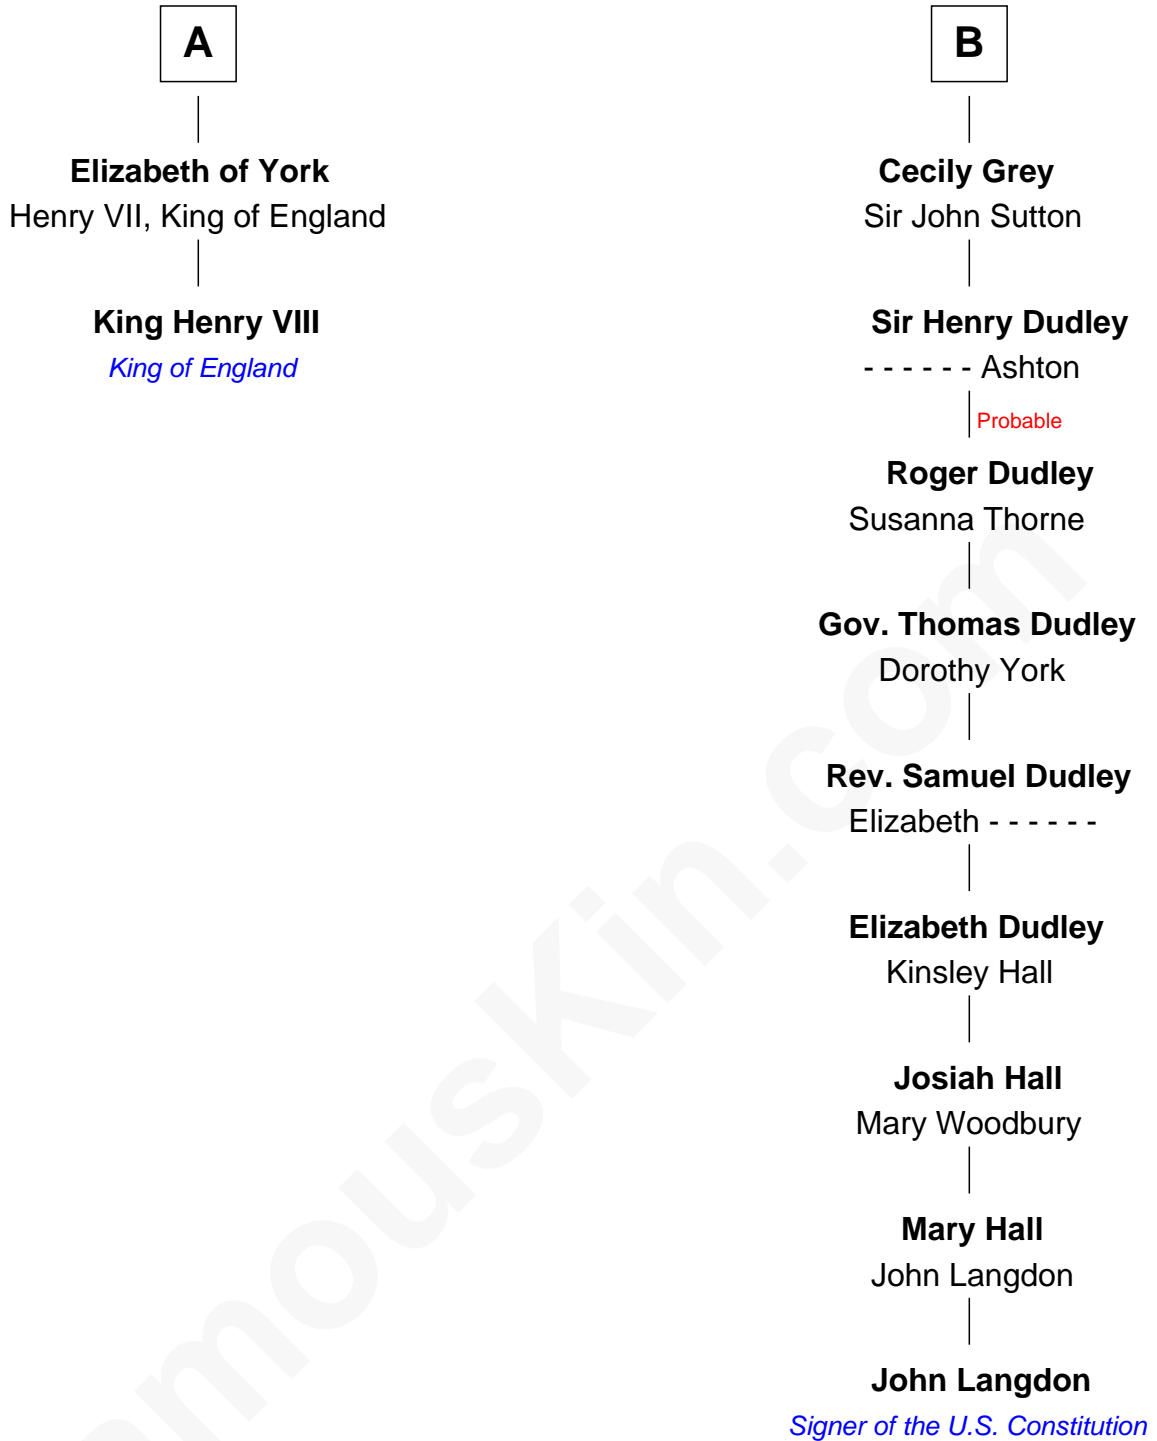 A
Elizabeth of York
Henry VII, King of England
King Henry VIII
King of England
B
Cecily Grey
Sir John Sutton
Sir Henry Dudley
- - - - - - Ashton
Probable
Roger Dudley
Susanna Thorne
Gov. Thomas Dudley
Dorothy York
Rev. Samuel Dudley
Elizabeth - - - - - -
Elizabeth Dudley
Kinsley Hall
Josiah Hall
Mary Woodbury
Mary Hall
John Langdon
John Langdon
Signer of the U.S. Constitution
amouskin.com